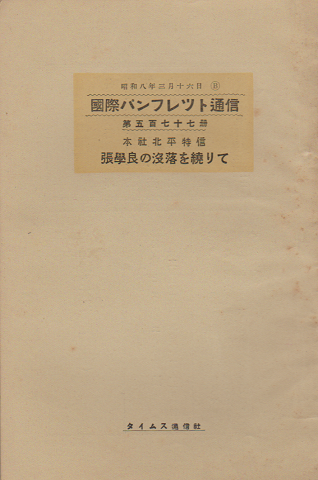 昭和八年三月十六日 日
國際パンフレツト通信
第五百七十七册
本社北平特信
張學良の沒落を繞りて
タイムス通信社